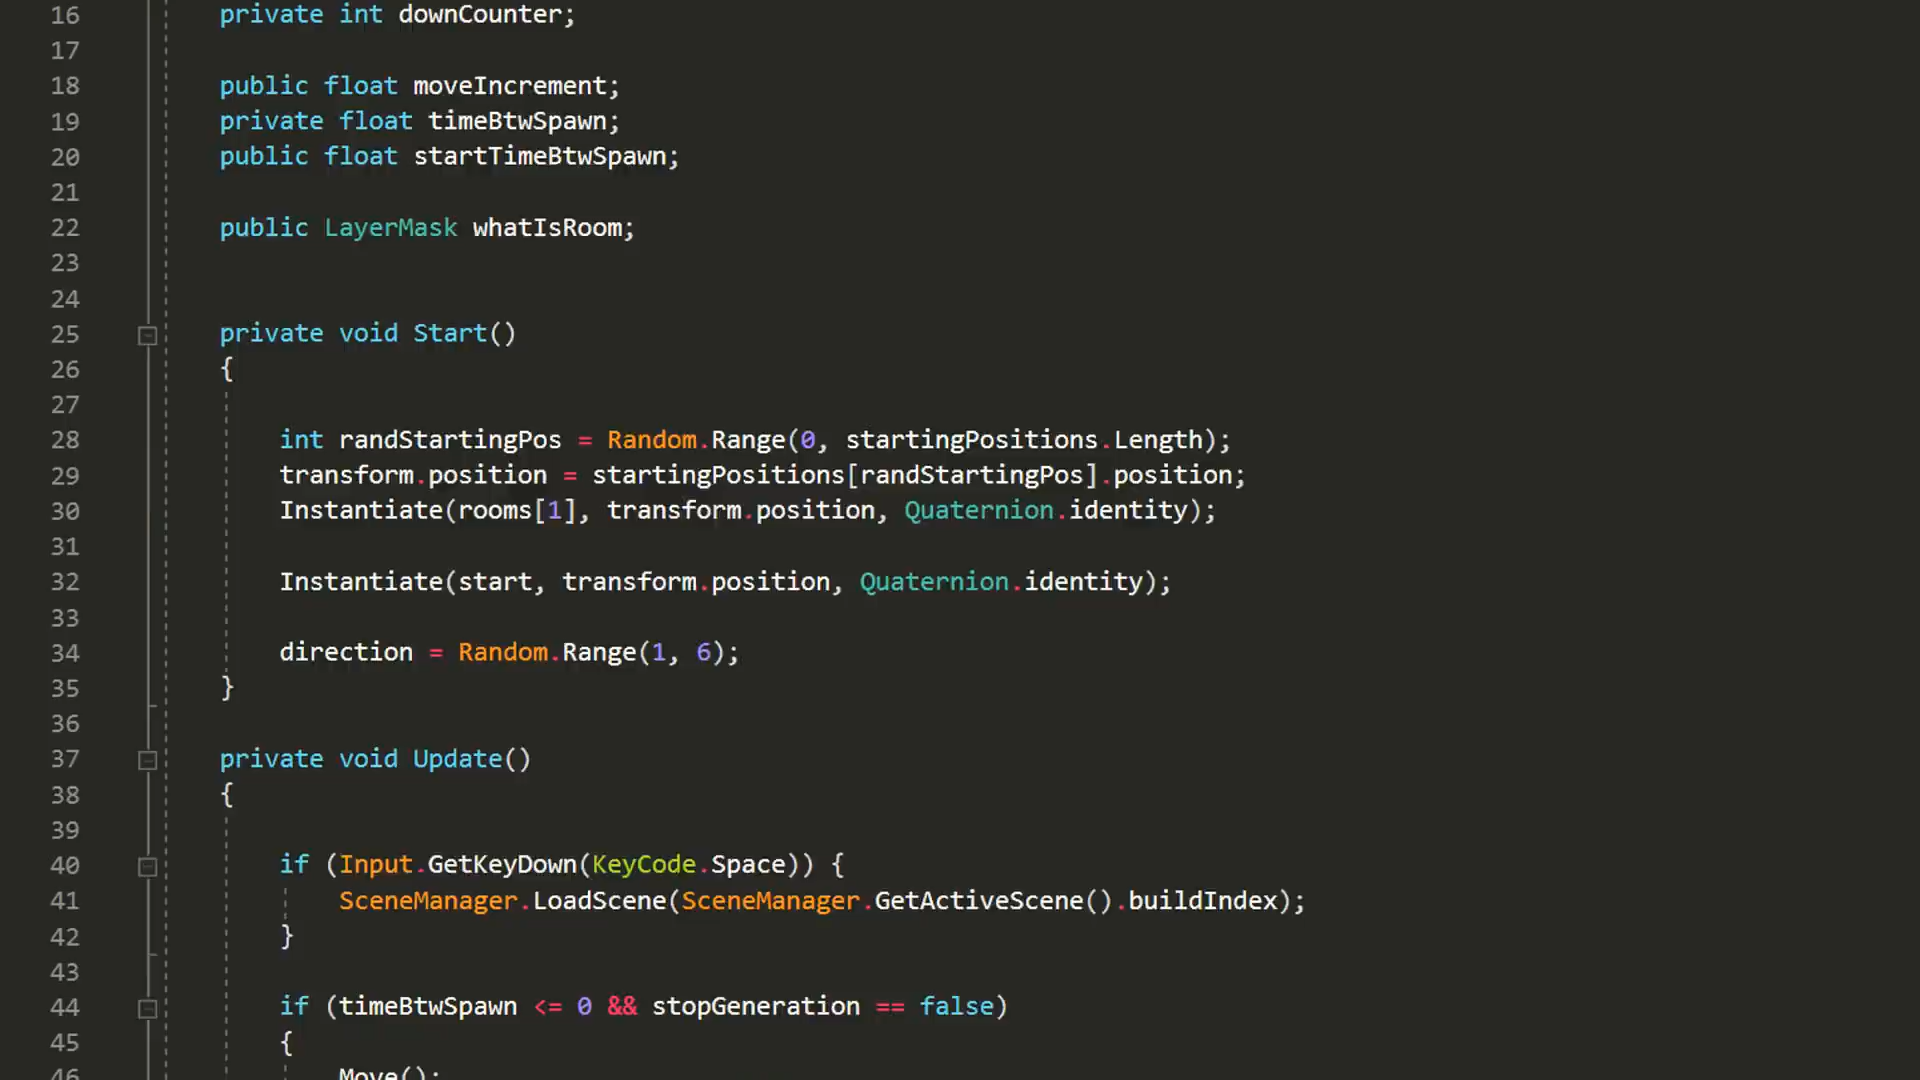 16 private int downCounter;
17
18 public float moveIncrement;
19 private float timeBtwSpawn;
20 public float startTimeBtwSpawn;
21
22 public LayerMask whatIsRoom;
23
24
25 private void Start()
26 {
27
28 int randStartingPos = Random.Range(0, startingPositions.Length);
29 transform.position = startingPositions[randStartingPos].position;
30 Instantiate(rooms[1], transform.position, Quaternion.identity);
31
32 Instantiate(start, transform.position, Quaternion.identity);
33
34 direction = Random.Range(1, 6);
35 }
36
37 private void Update()
38 {
39
40 if (Input.GetKeyDown(KeyCode.Space)) {
41 SceneManager.LoadScene(SceneManager.GetActiveScene().buildIndex);
42 }
43
44 if (timeBtwSpawn <= 0 && stopGeneration == false)
45 {
46 Move();